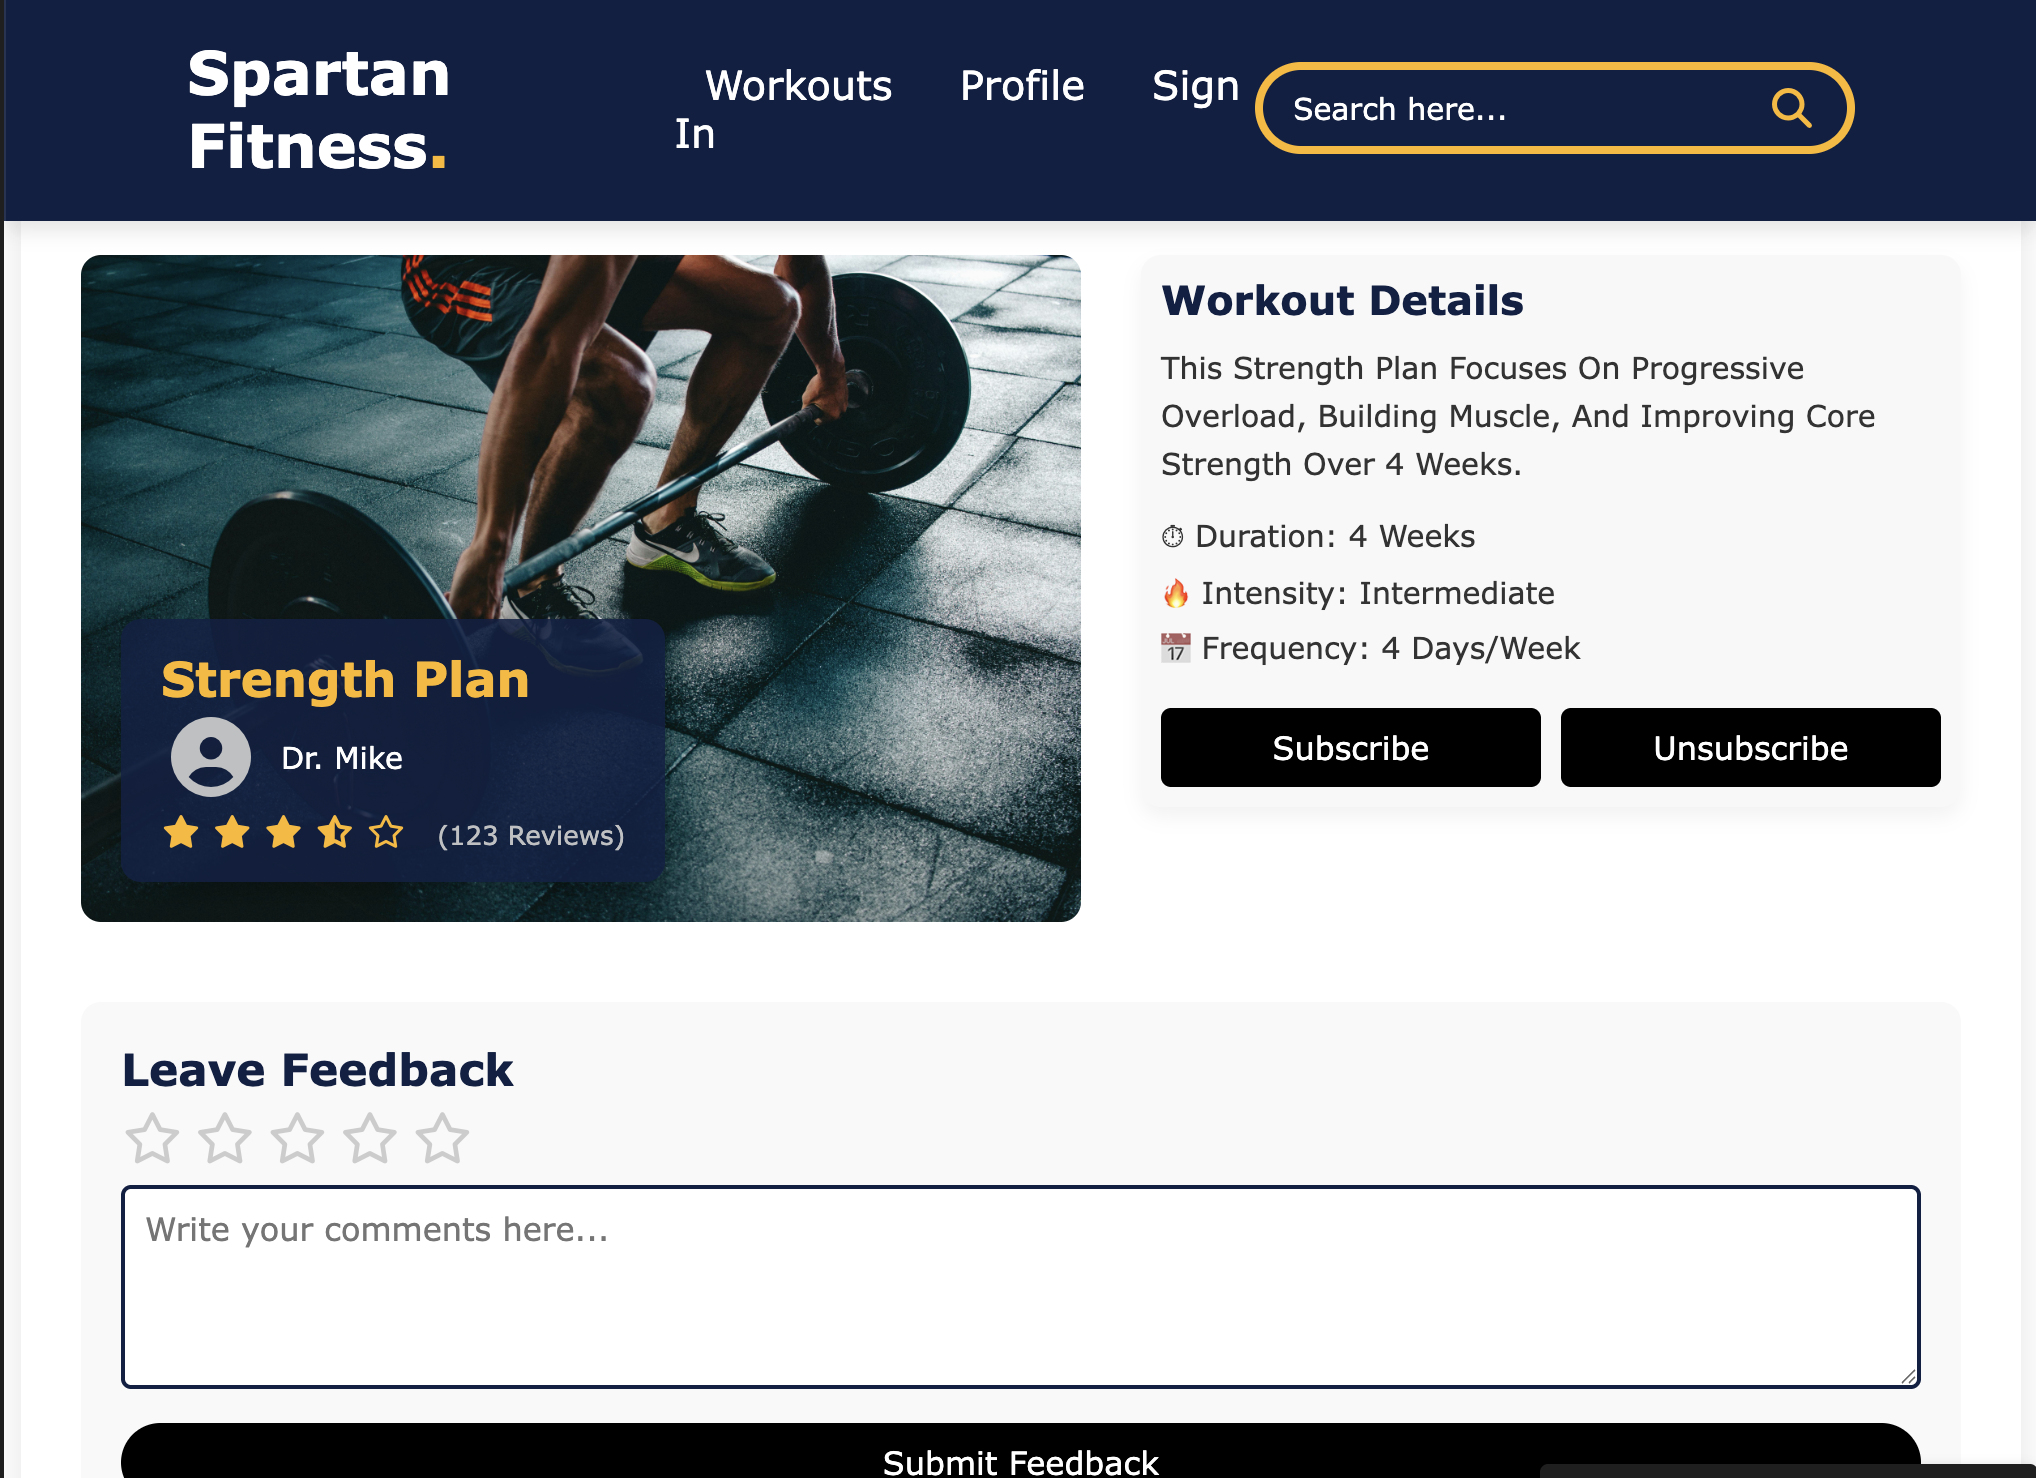 Spartan
Fitness.
Workouts Profile Sign
In
Search here...
Workout Details
This Strength Plan Focuses On Progressive
Overload, Building Muscle, And Improving Core
Strength Over 4 Weeks.
⏱ Duration: 4 Weeks
🔥 Intensity: Intermediate
📅 Frequency: 4 Days/Week
Subscribe
Unsubscribe
Strength Plan
Dr. Mike
(123 Reviews)
Leave Feedback
Write your comments here...
Submit Feedback